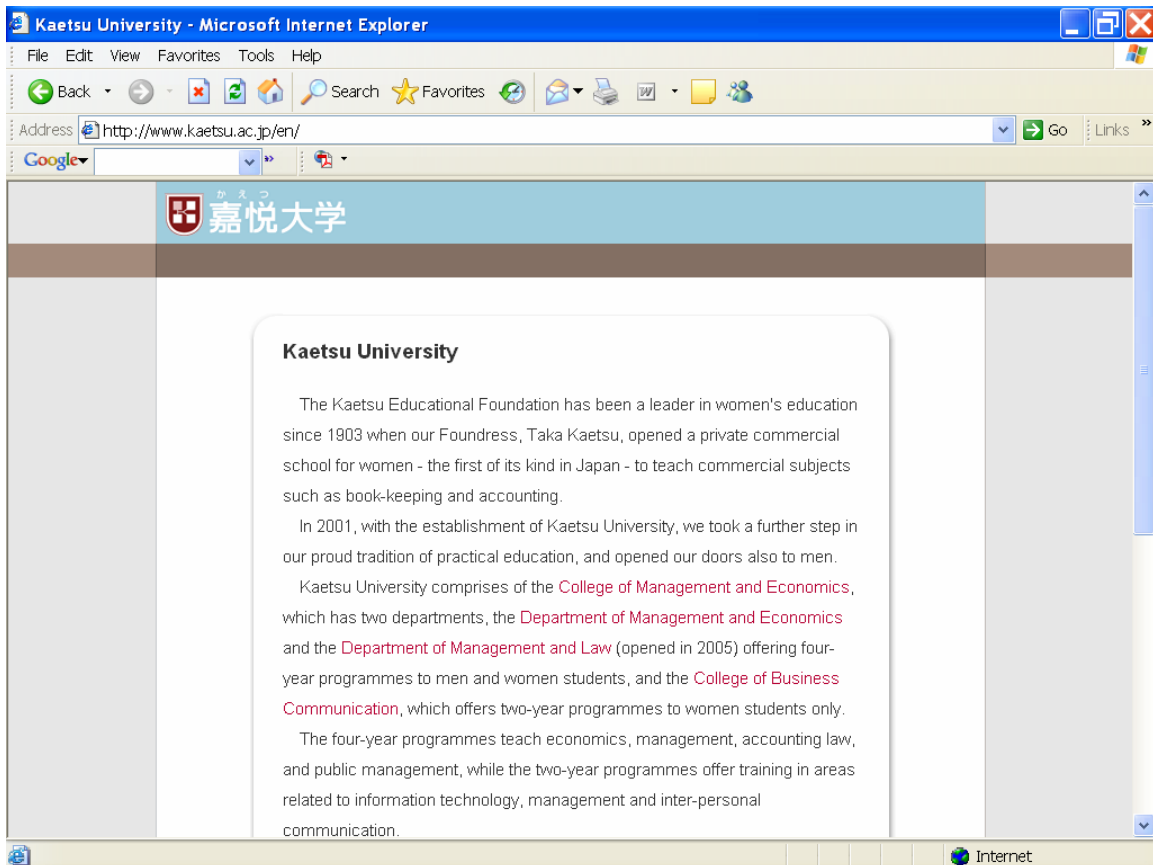 Kaetsu University - Microsoft Internet Explorer
File Edit View Favorites Tools Help
Back Search Favorites
Address http://www.kaetsu.ac.jp/en/ Go Links »
Google
かえつ
嘉悦大学
Kaetsu University
The Kaetsu Educational Foundation has been a leader in women's education
since 1903 when our Foundress, Taka Kaetsu, opened a private commercial
school for women - the first of its kind in Japan - to teach commercial subjects
such as book-keeping and accounting.
In 2001, with the establishment of Kaetsu University, we took a further step in
our proud tradition of practical education, and opened our doors also to men.
Kaetsu University comprises of the College of Management and Economics,
which has two departments, the Department of Management and Economics
and the Department of Management and Law (opened in 2005) offering four-
year programmes to men and women students, and the College of Business
Communication, which offers two-year programmes to women students only.
The four-year programmes teach economics, management, accounting law,
and public management, while the two-year programmes offer training in areas
related to information technology, management and inter-personal
communication.
Internet